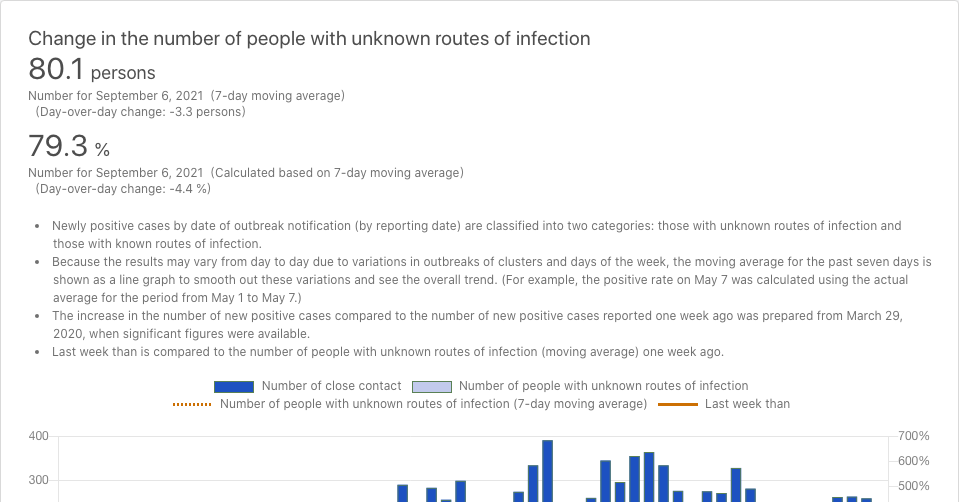 Change in the number of people with unknown routes of infection
80.1 persons
Number for September 6, 2021 (7-day moving average)
(Day-over-day change: -3.3 persons)
79.3 %
Number for September 6, 2021 (Calculated based on 7-day moving average)
(Day-over-day change: -4.4 %)
• Newly positive cases by date of outbreak notification (by reporting date) are classified into two categories: those with unknown routes of infection and
those with known routes of infection.
• Because the results may vary from day to day due to variations in outbreaks of clusters and days of the week, the moving average for the past seven days is
shown as a line graph to smooth out these variations and see the overall trend. (For example, the positive rate on May 7 was calculated using the actual
average for the period from May 1 to May 7.)
• The increase in the number of new positive cases compared to the number of new positive cases reported one week ago was prepared from March 29,
2020, when significant figures were available.
• Last week than is compared to the number of people with unknown routes of infection (moving average) one week ago.
Number of close contact Number of people with unknown routes of infection
Number of people with unknown routes of infection (7-day moving average) Last week than
400 700%
600%
300 500%